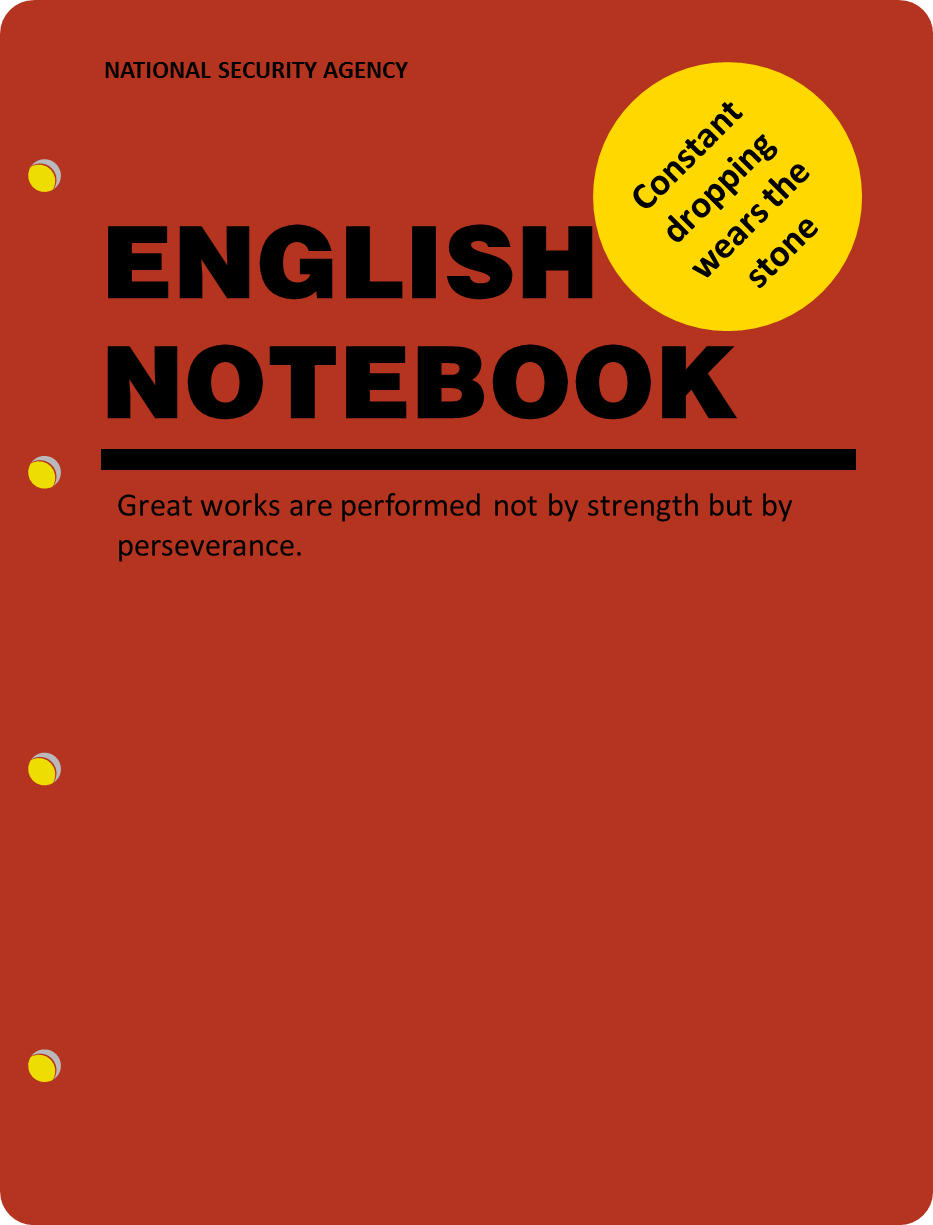 NATIONAL SECURITY AGENCY
Constant
dropping
wears the
stone
ENGLISH
NOTEBOOK
Great works are performed not by strength but by
perseverance.